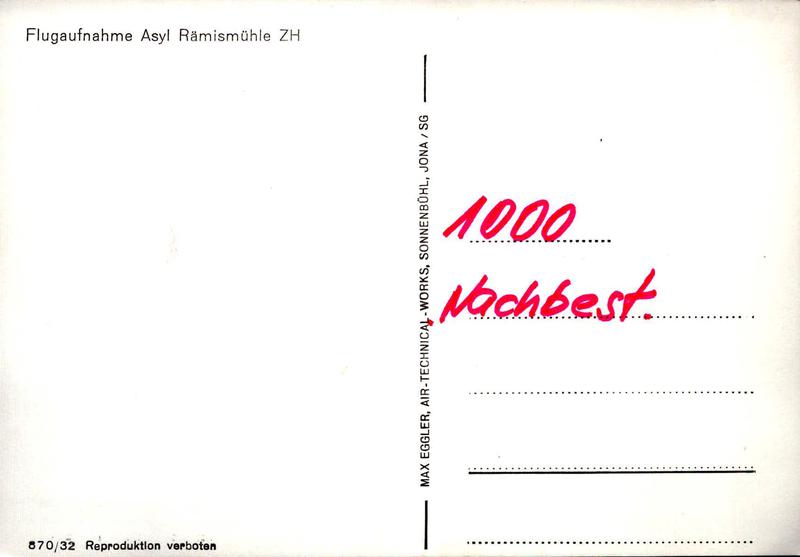 Flugaufnahme Asyl Rämismühle ZH
MAX EGGLER, AIR-TECHNICAL-WORKS, SONNENBÜHL, JONA / SG
1000
Nachbest.
870/32 Reproduktion verboten